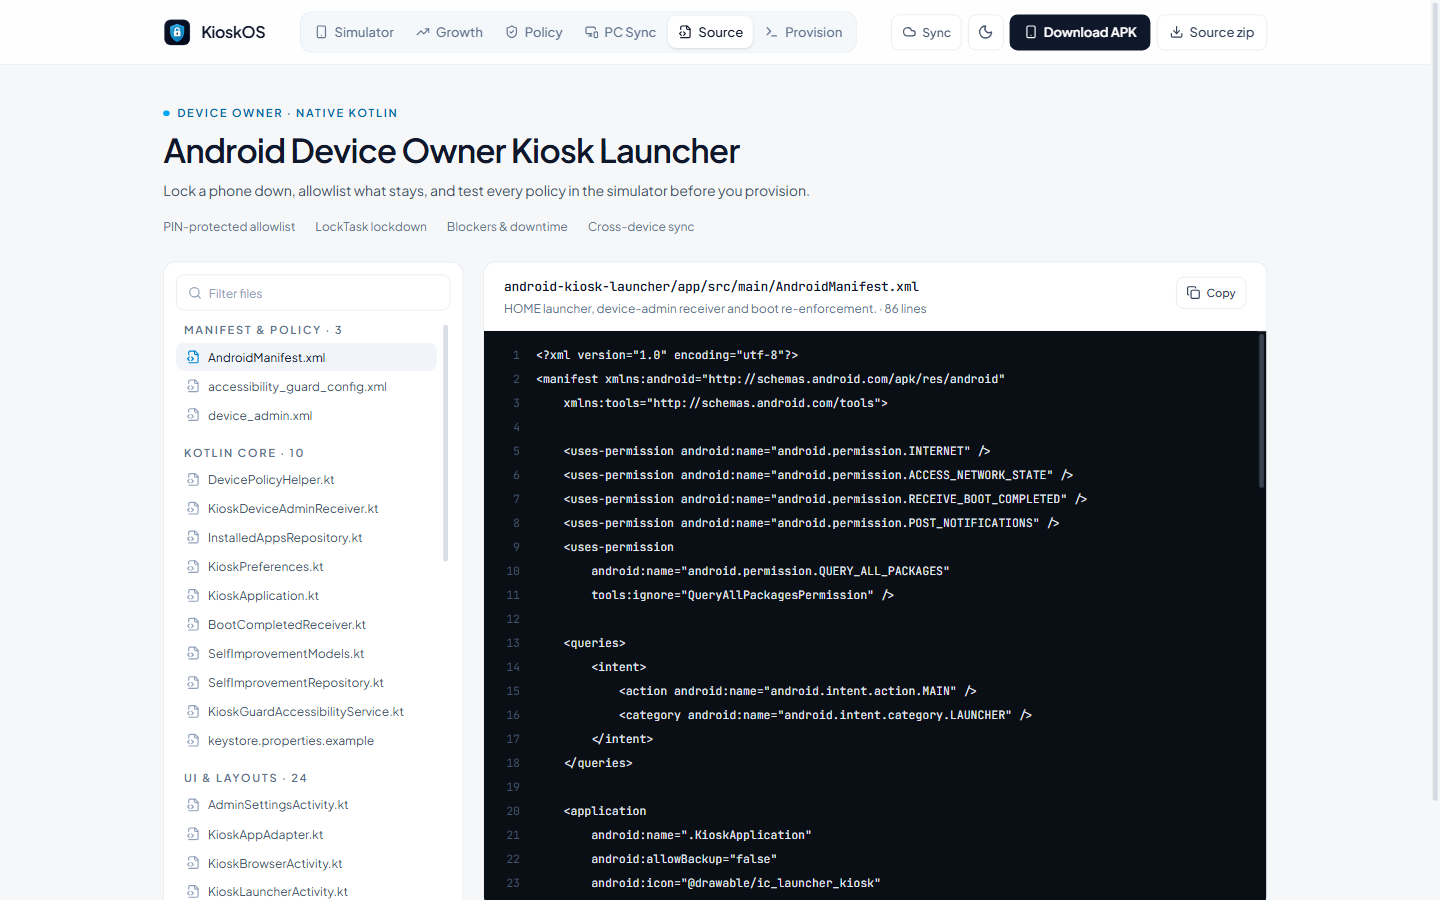 KioskOS
Simulator
Growth
Policy
PC Sync
Source
Provision
Sync
Download APK
Source zip
DEVICE OWNER · NATIVE KOTLIN
Android Device Owner Kiosk Launcher
Lock a phone down, allowlist what stays, and test every policy in the simulator before you provision.
PIN-protected allowlist
LockTask lockdown
Blockers & downtime
Cross-device sync
Filter files
MANIFEST & POLICY · 3
AndroidManifest.xml
accessibility_guard_config.xml
device_admin.xml
KOTLIN CORE · 10
DevicePolicyHelper.kt
KioskDeviceAdminReceiver.kt
InstalledAppsRepository.kt
KioskPreferences.kt
KioskApplication.kt
BootCompletedReceiver.kt
SelfImprovementModels.kt
SelfImprovementRepository.kt
KioskGuardAccessibilityService.kt
keystore.properties.example
UI & LAYOUTS · 24
AdminSettingsActivity.kt
KioskAppAdapter.kt
KioskBrowserActivity.kt
KioskLauncherActivity.kt
android-kiosk-launcher/app/src/main/AndroidManifest.xml
HOME launcher, device-admin receiver and boot re-enforcement. · 86 lines
Copy
1 <?xml version="1.0" encoding="utf-8"?>
2 <manifest xmlns:android="http://schemas.android.com/apk/res/android"
3 xmlns:tools="http://schemas.android.com/tools">
4
5 <uses-permission android:name="android.permission.INTERNET" />
6 <uses-permission android:name="android.permission.ACCESS_NETWORK_STATE" />
7 <uses-permission android:name="android.permission.RECEIVE_BOOT_COMPLETED" />
8 <uses-permission android:name="android.permission.POST_NOTIFICATIONS" />
9 <uses-permission
10 android:name="android.permission.QUERY_ALL_PACKAGES"
11 tools:ignore="QueryAllPackagesPermission" />
12
13 <queries>
14 <intent>
15 <action android:name="android.intent.action.MAIN" />
16 <category android:name="android.intent.category.LAUNCHER" />
17 </intent>
18 </queries>
19
20 <application
21 android:name=".KioskApplication"
22 android:allowBackup="false"
23 android:icon="@drawable/ic_launcher_kiosk"